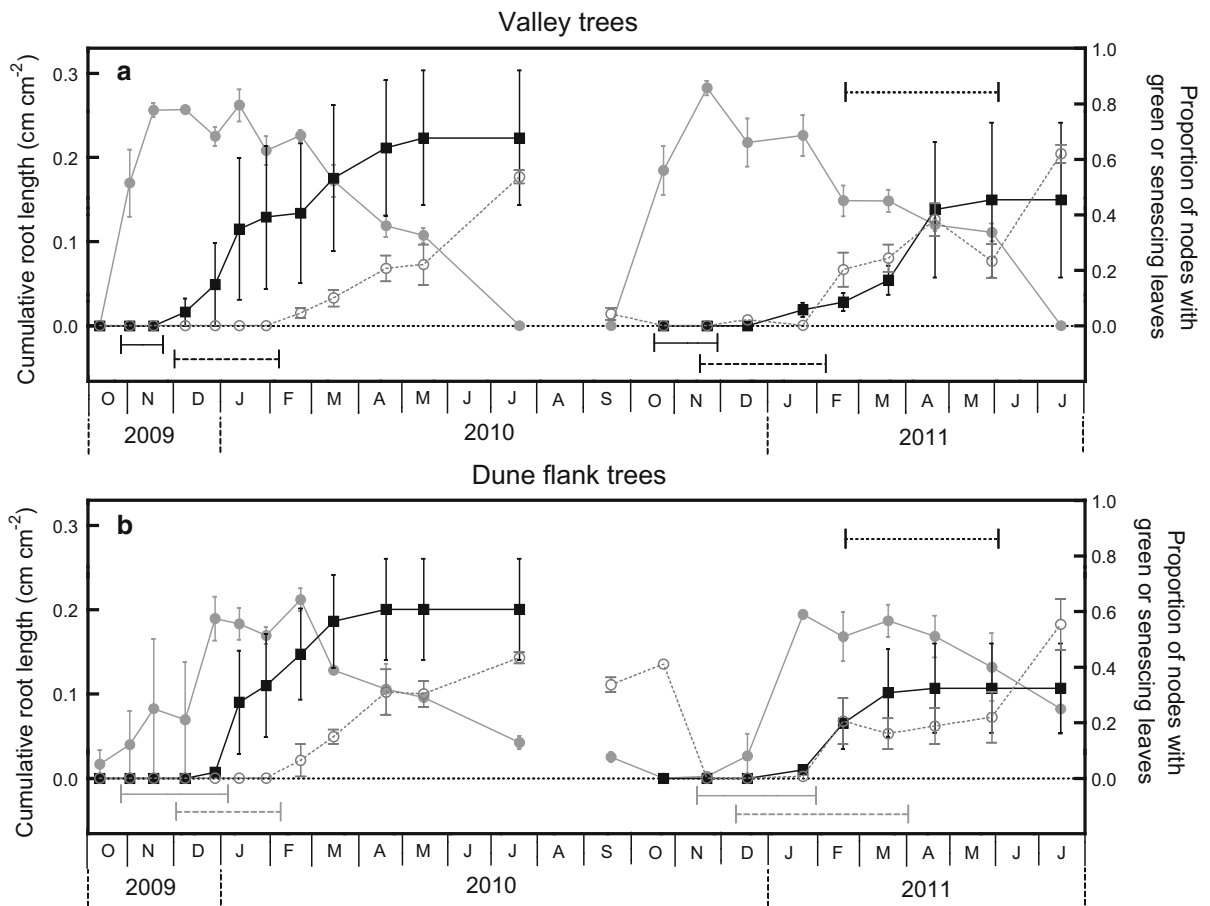 Valley trees
a
0.3
0.2
0.1
0.0
Cumulative root length (cm cm-2)
1.0
0.8
0.6
0.4
0.2
0.0
Proportion of nodes with
green or senescing leaves
O N D J F M A M J J A S O N D J F M A M J J
2009 2010 2011
Dune flank trees
b
0.3
0.2
0.1
0.0
Cumulative root length (cm cm-2)
1.0
0.8
0.6
0.4
0.2
0.0
Proportion of nodes with
green or senescing leaves
O N D J F M A M J J A S O N D J F M A M J J
2009 2010 2011